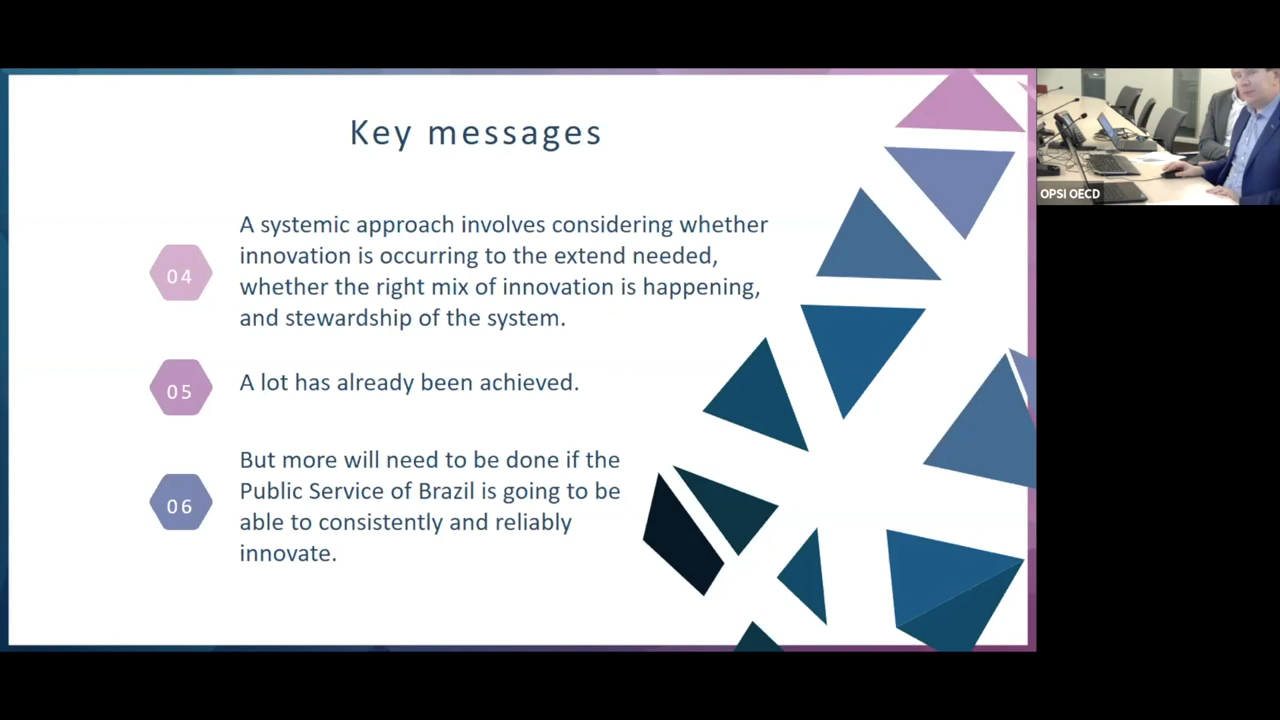 Key messages
04
A systemic approach involves considering whether
innovation is occurring to the extend needed,
whether the right mix of innovation is happening,
and stewardship of the system.
05
A lot has already been achieved.
06
But more will need to be done if the
Public Service of Brazil is going to be
able to consistently and reliably
innovate.
OPSI OECD